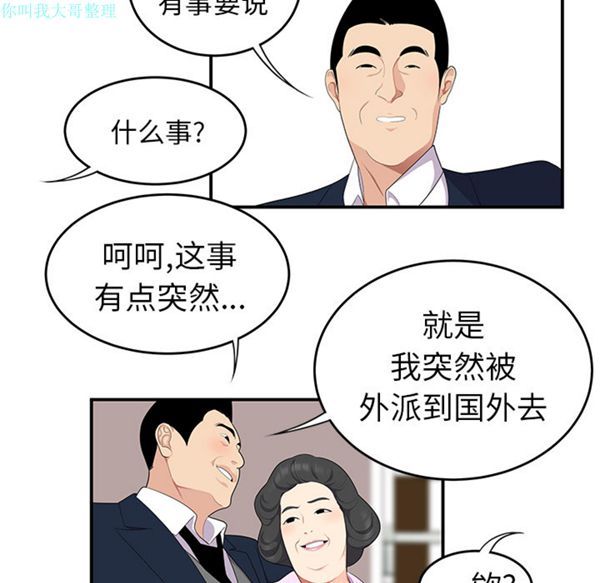 你叫我大哥整理
有事要说
什么事?
呵呵,这事
有点突然...
就是
我突然被
外派到国外去